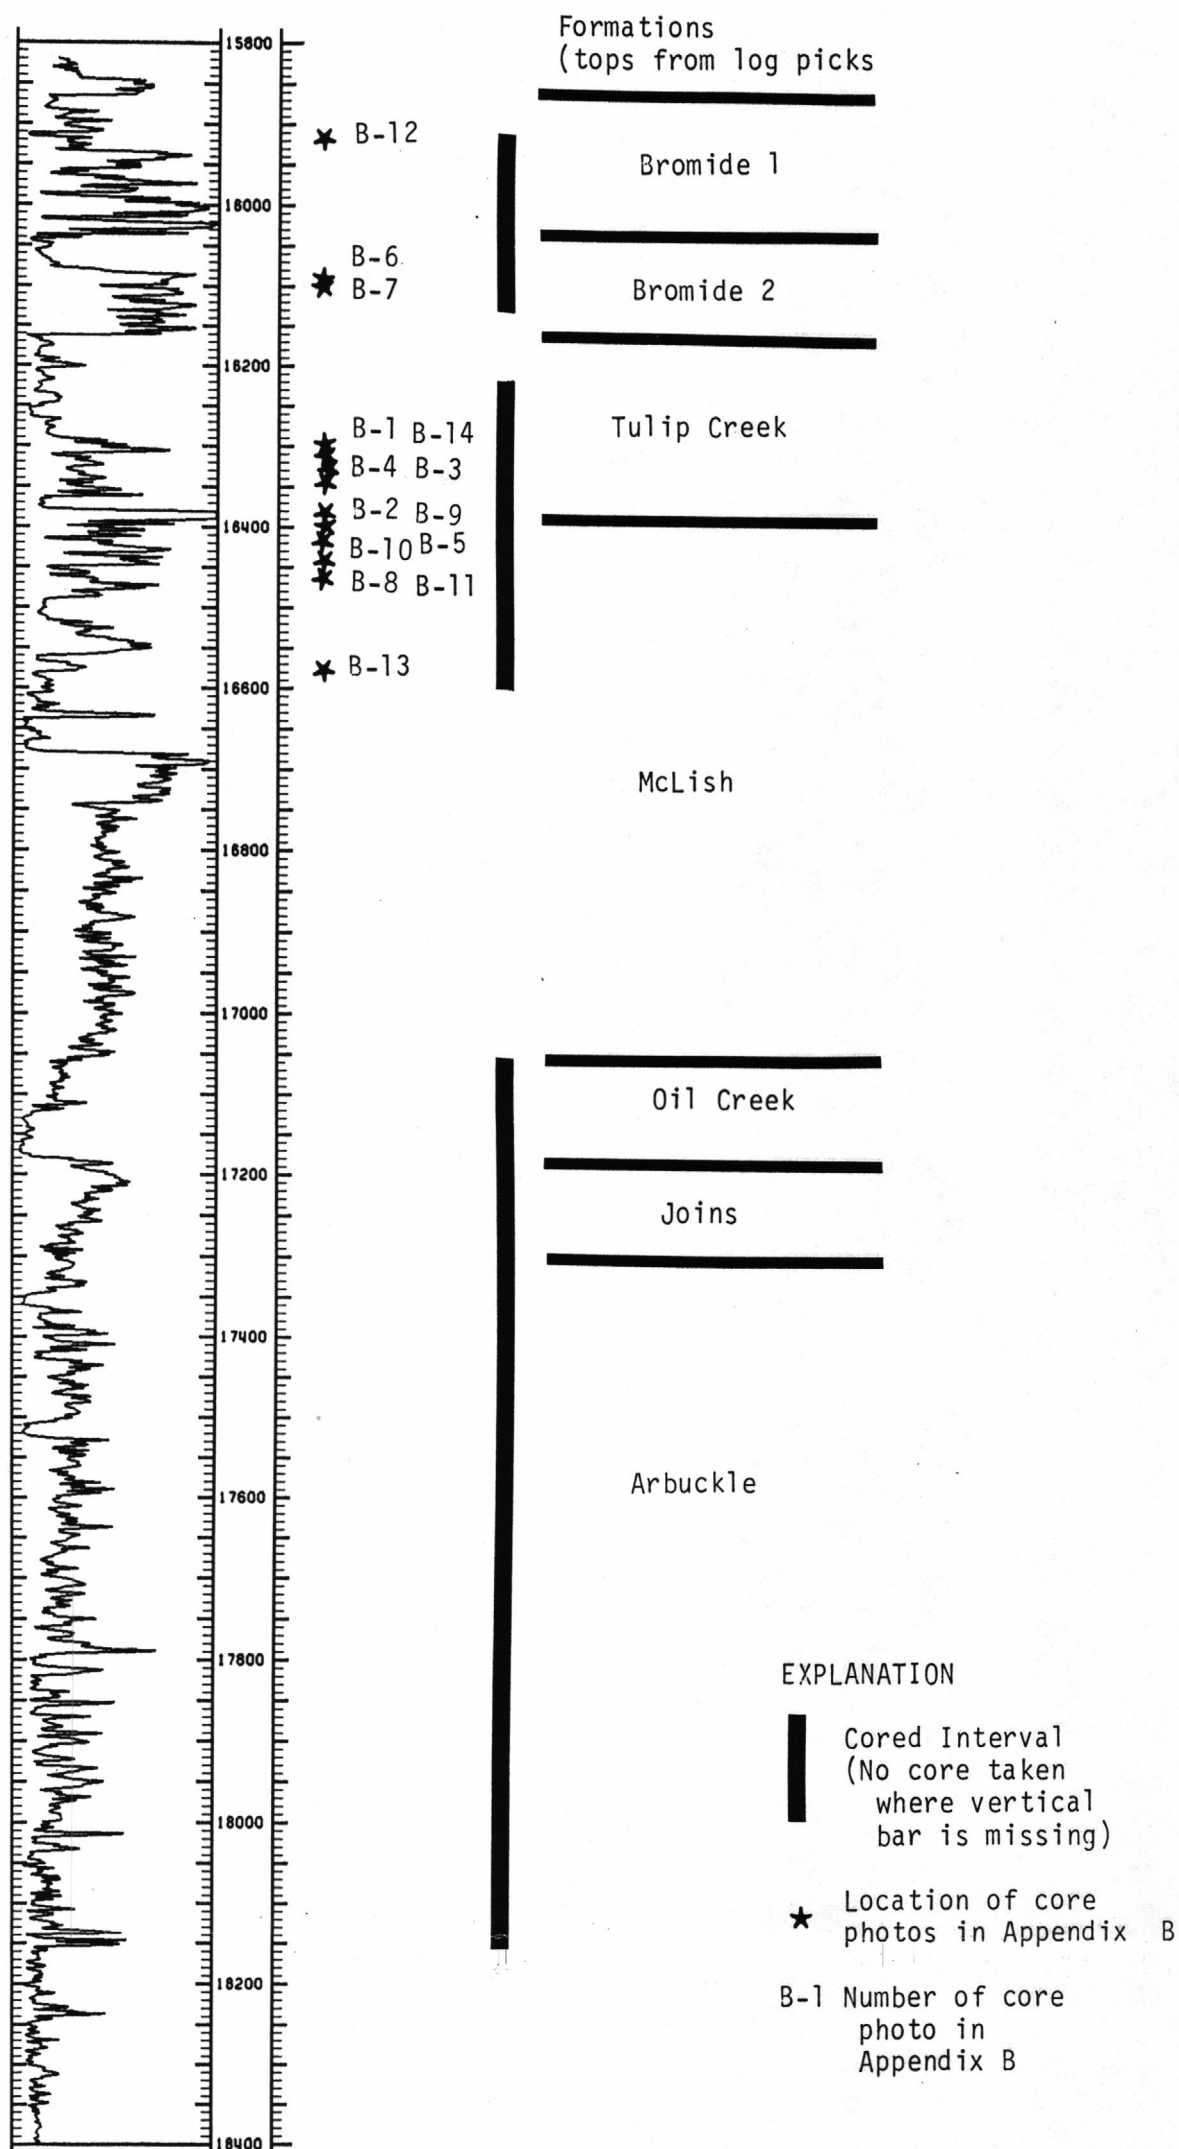 Formations
(tops from log picks
15800
B-12
Bromide 1
16000
B-6
B-7
Bromide 2
16200
B-1 B-14
Tulip Creek
B-4 B-3
B-2 B-9
16400
B-10 B-5
B-8 B-11
B-13
16600
McLish
16800
17000
Oil Creek
17200
Joins
17400
Arbuckle
17600
17800
EXPLANATION
Cored Interval
(No core taken
where vertical
bar is missing)
18000
Location of core
photos in Appendix B
18200
B-1 Number of core
photo in
Appendix B
18400